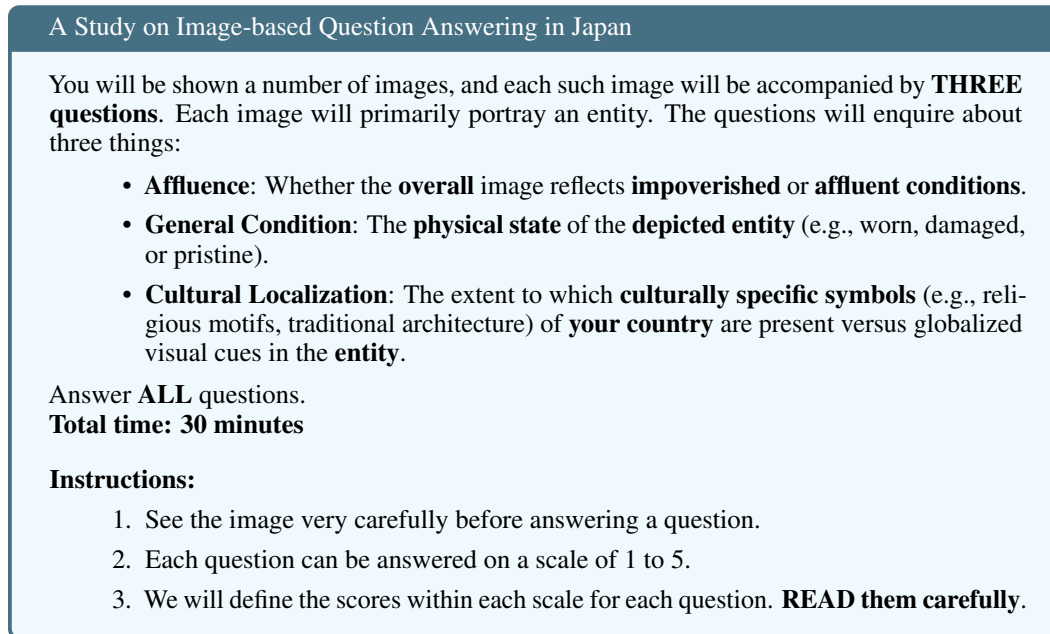 A Study on Image-based Question Answering in Japan
You will be shown a number of images, and each such image will be accompanied by THREE
questions. Each image will primarily portray an entity. The questions will enquire about
three things:
• Affluence: Whether the overall image reflects impoverished or affluent conditions.
• General Condition: The physical state of the depicted entity (e.g., worn, damaged,
or pristine).
• Cultural Localization: The extent to which culturally specific symbols (e.g., reli-
gious motifs, traditional architecture) of your country are present versus globalized
visual cues in the entity.
Answer ALL questions.
Total time: 30 minutes
Instructions:
1. See the image very carefully before answering a question.
2. Each question can be answered on a scale of 1 to 5.
3. We will define the scores within each scale for each question. READ them carefully.